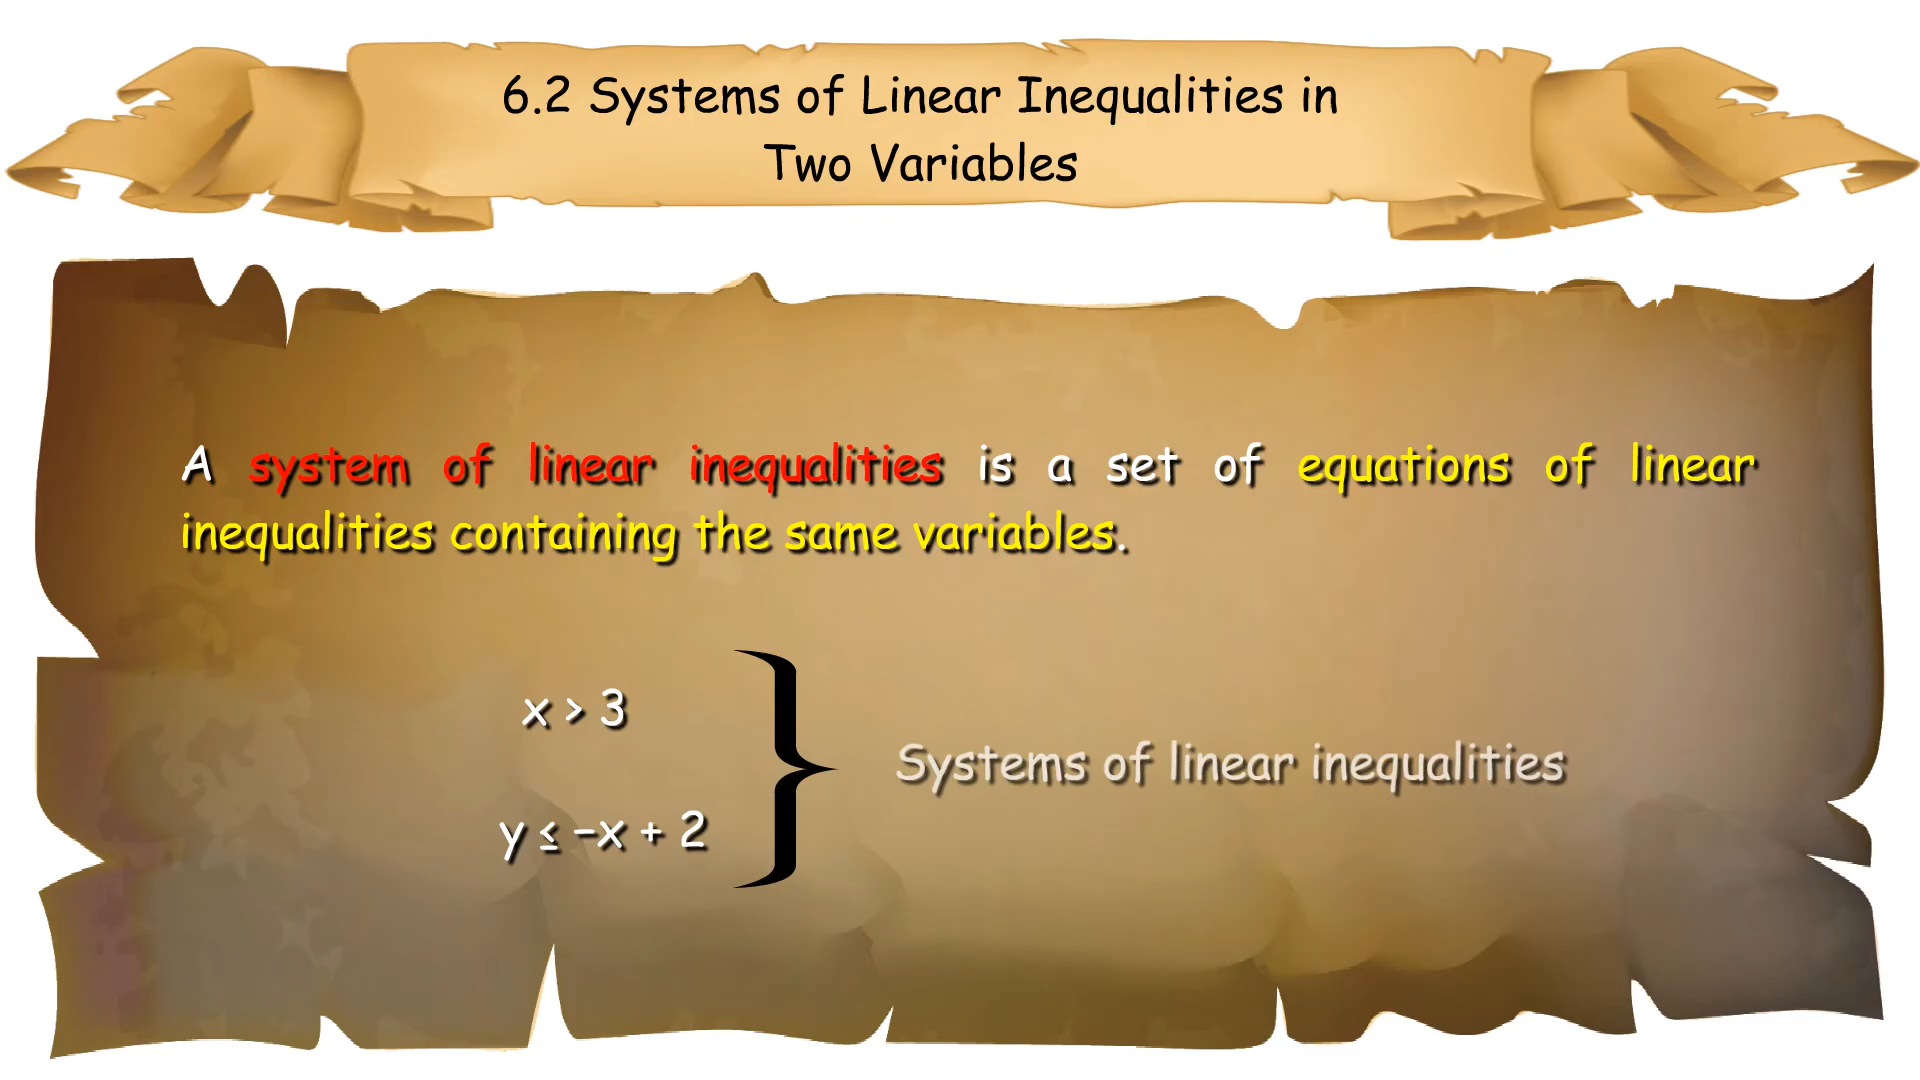 6.2 Systems of Linear Inequalities in
Two Variables
A system of linear inequalities is a set of equations of linear
inequalities containing the same variables.
x > 3
y ≤ −x + 2
Systems of linear inequalities